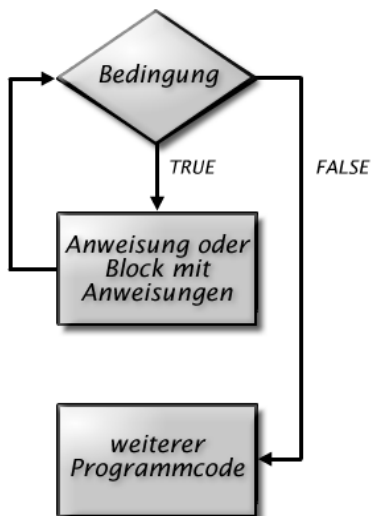 Bedingung
TRUE
FALSE
Anweisung oder
Block mit
Anweisungen
weiterer
Programmcode